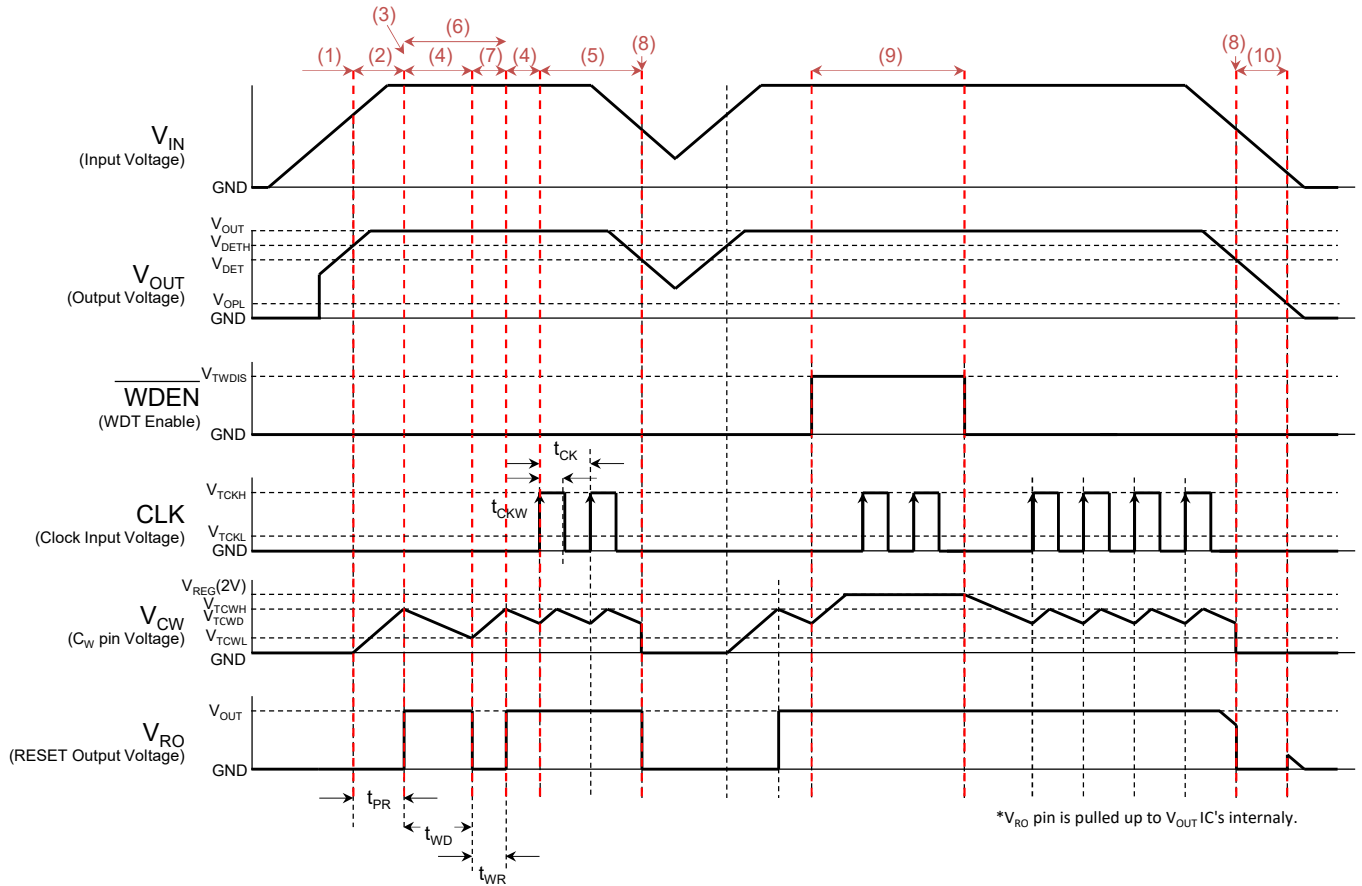 (3)
(6)
(8)
(8)
(1) (2) (4) (7) (4) (5) (9) (10)
VIN
(Input Voltage)
GND
VOUT
VDETH
VDET
VOUT
(Output Voltage)
VOPL
GND
VTWDIS
WDEN
(WDT Enable)
GND
tCK
VTCKH
tCKW
CLK
(Clock Input Voltage)
VTCKL
GND
VREG(2V)
VTCWH
VTCWD
VCW
(CW pin Voltage)
VTCWL
GND
VOUT
VRO
(RESET Output Voltage)
GND
tPR
*VRO pin is pulled up to VOUT IC's internaly.
tWD
tWR